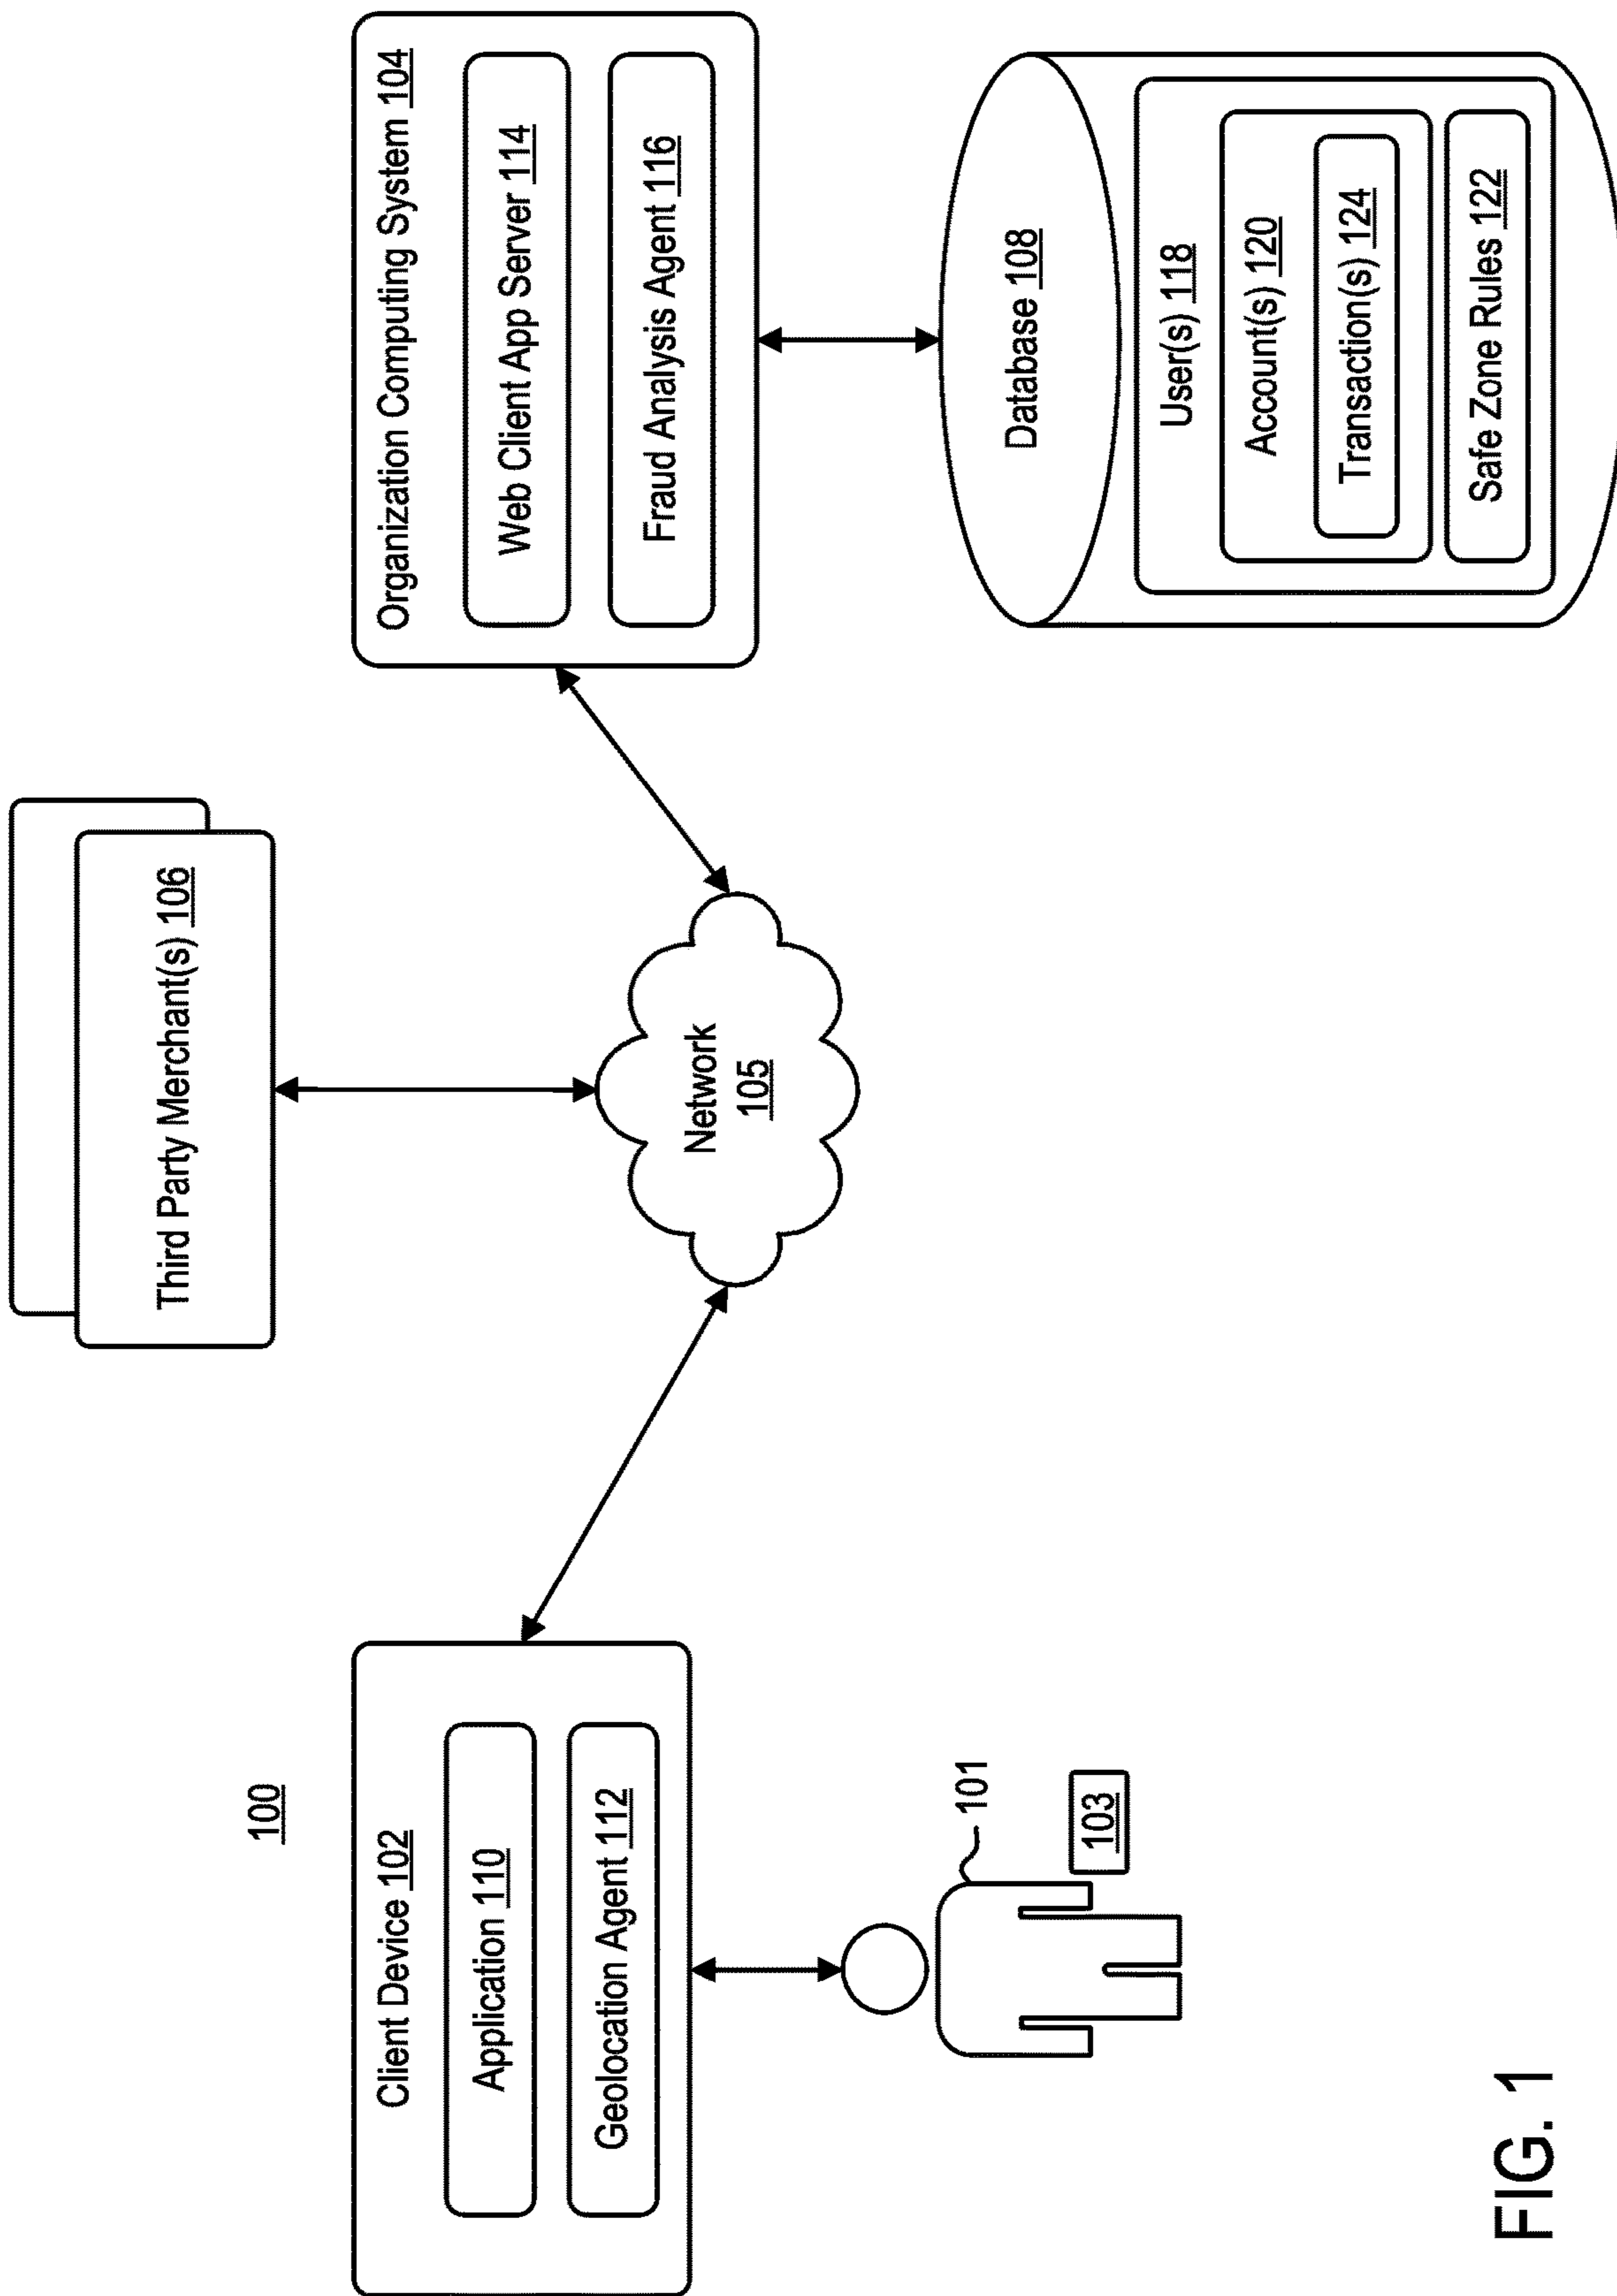 100
Third Party Merchant(s) 106
Client Device 102
Application 110
Geolocation Agent 112
101
103
Network
105
Organization Computing System 104
Web Client App Server 114
Fraud Analysis Agent 116
Database 108
User(s) 118
Account(s) 120
Transaction(s) 124
Safe Zone Rules 122
FIG. 1